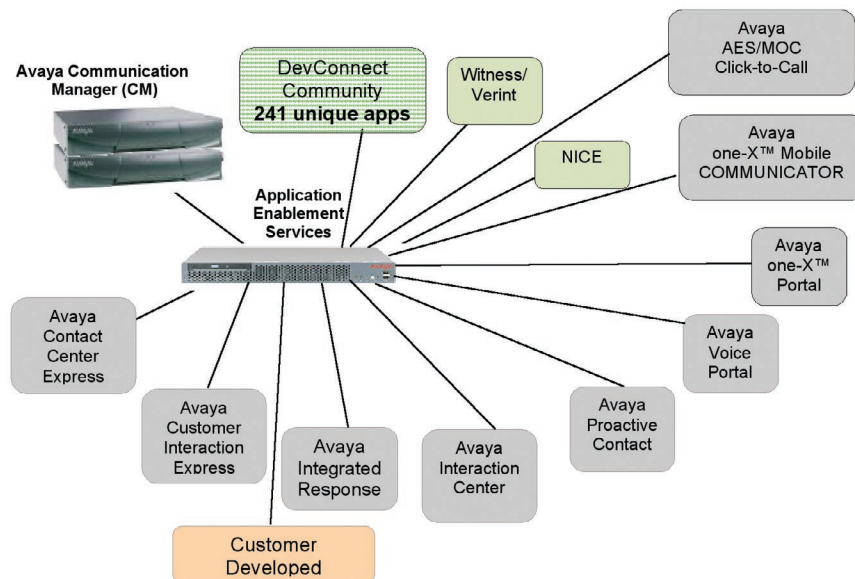 Avaya Communication
Manager (CM)
DevConnect
Community
241 unique apps
Witness/
Verint
Avaya
AES/MOC
Click-to-Call
NICE
Avaya
one-X™ Mobile
COMMUNICATOR
Application
Enablement
Services
AVAYA
Avaya
one-X™
Portal
Avaya
Voice
Portal
Avaya
Contact
Center
Express
Avaya
Customer
Interaction
Express
Avaya
Integrated
Response
Avaya
Interaction
Center
Avaya
Proactive
Contact
Customer
Developed